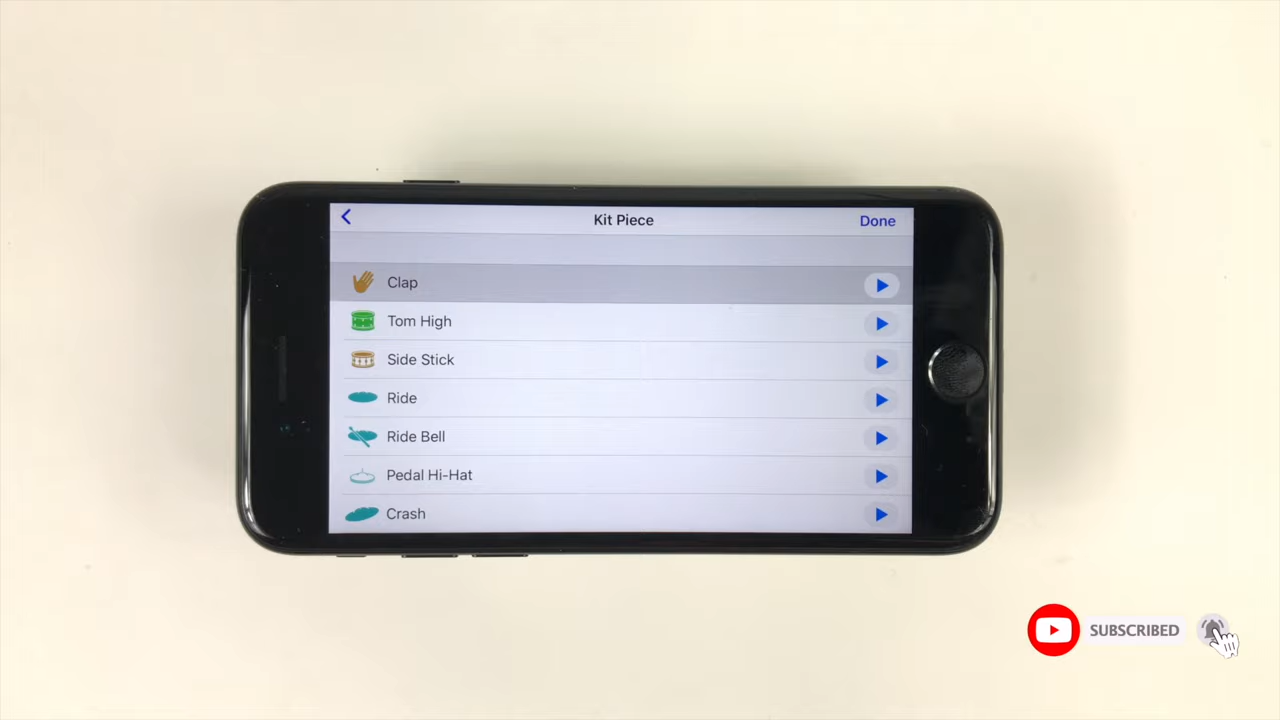 Kit Piece
Done
Clap
Tom High
Side Stick
Ride
Ride Bell
Pedal Hi-Hat
Crash
SUBSCRIBED